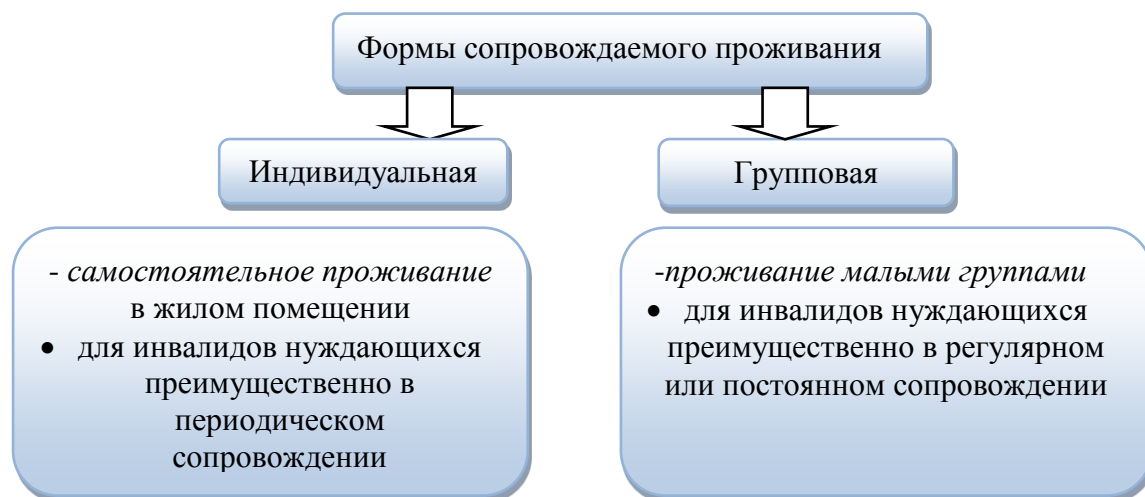 Формы сопровождаемого проживания
Индивидуальная
Групповая
- самостоятельное проживание
в жилом помещении
• для инвалидов нуждающихся
преимущественно в
периодическом
сопровождении
-проживание малыми группами
• для инвалидов нуждающихся
преимущественно в регулярном
или постоянном сопровождении